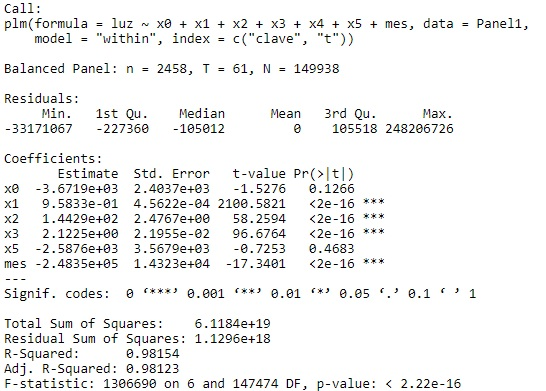 Call:
plm(formula = luz ~ x0 + x1 + x2 + x3 + x4 + x5 + mes, data = Panel1,
    model = "within", index = c("clave", "t"))

Balanced Panel: n = 2458, T = 61, N = 149938

Residuals:
     Min.   1st Qu.    Median      Mean   3rd Qu.      Max.
-33171067   -227360   -105012         0    105518 248206726

Coefficients:
       Estimate  Std. Error   t-value Pr(>|t|)
x0  -3.6719e+03  2.4037e+03   -1.5276   0.1266
x1   9.5833e-01  4.5622e-04 2100.5821   <2e-16 ***
x2   1.4429e+02  2.4767e+00   58.2594   <2e-16 ***
x3   2.1225e+00  2.1955e-02   96.6764   <2e-16 ***
x5  -2.5876e+03  3.5679e+03   -0.7253   0.4683
mes -2.4835e+05  1.4323e+04  -17.3401   <2e-16 ***
---
Signif. codes:  0 ‘***’ 0.001 ‘**’ 0.01 ‘*’ 0.05 ‘.’ 0.1 ‘ ’ 1

Total Sum of Squares:    6.1184e+19
Residual Sum of Squares: 1.1296e+18
R-Squared:      0.98154
Adj. R-Squared: 0.98123
F-statistic: 1306690 on 6 and 147474 DF, p-value: < 2.22e-16